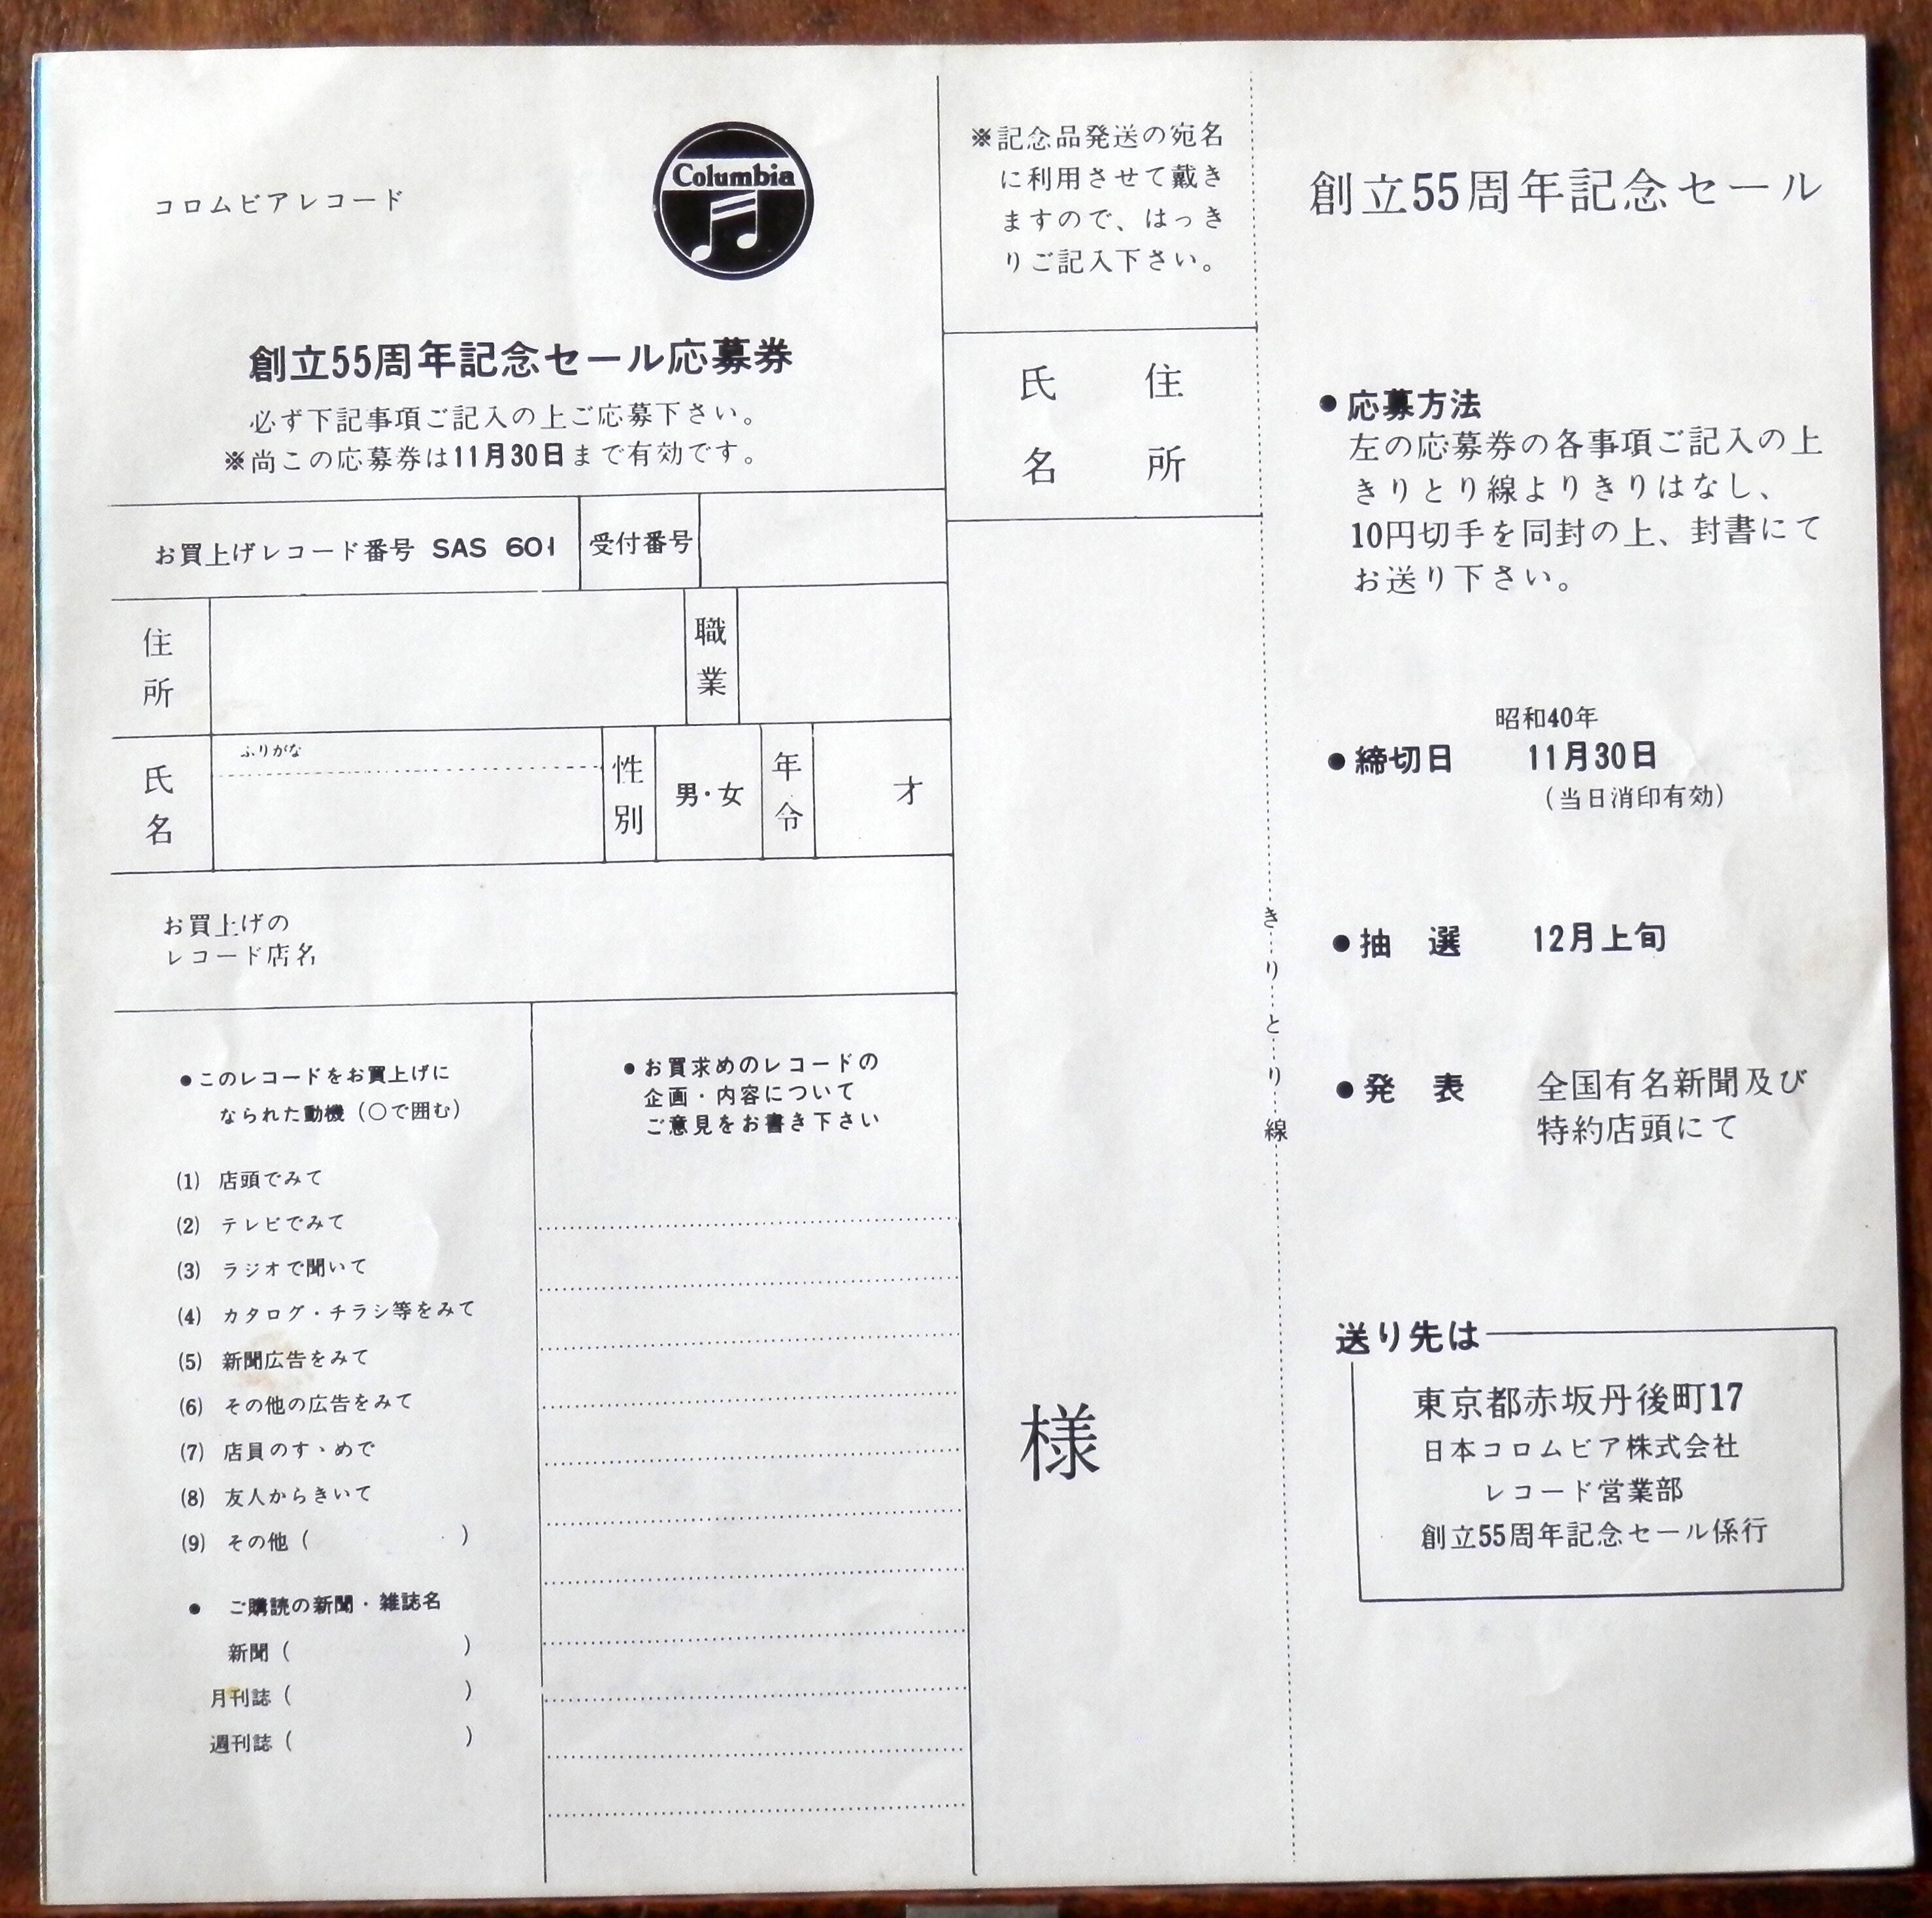 コロムビアレコード
Columbia
創立55周年記念セール応募券
必ず下記事項ご記入の上ご応募下さい。
※尚この応募券は11月30日まで有効です。
お買上げレコード番号 SAS 601
受付番号
住所
職業
氏名
ふりがな
性別
男・女
年令
才
お買上げの
レコード店名
●このレコードをお買上げに
なられた動機（○で囲む）
(1) 店頭でみて
(2) テレビでみて
(3) ラジオで聞いて
(4) カタログ・チラシ等をみて
(5) 新聞広告をみて
(6) その他の広告をみて
(7) 店員のすゝめで
(8) 友人からきいて
(9) その他（　　　）
● ご購読の新聞・雑誌名
新聞（　　　）
月刊誌（　　　）
週刊誌（　　　）
●お買求めのレコードの
企画・内容について
ご意見をお書き下さい
※記念品発送の宛名
に利用させて戴き
ますので、はっき
りご記入下さい。
住所
氏名
様
きりとり線
創立55周年記念セール
●応募方法
左の応募券の各事項ご記入の上
きりとり線よりきりはなし、
10円切手を同封の上、封書にて
お送り下さい。
昭和40年
●締切日　11月30日
（当日消印有効）
●抽　選　12月上旬
●発　表　全国有名新聞及び
特約店頭にて
送り先は
東京都赤坂丹後町17
日本コロムビア株式会社
レコード営業部
創立55周年記念セール係行